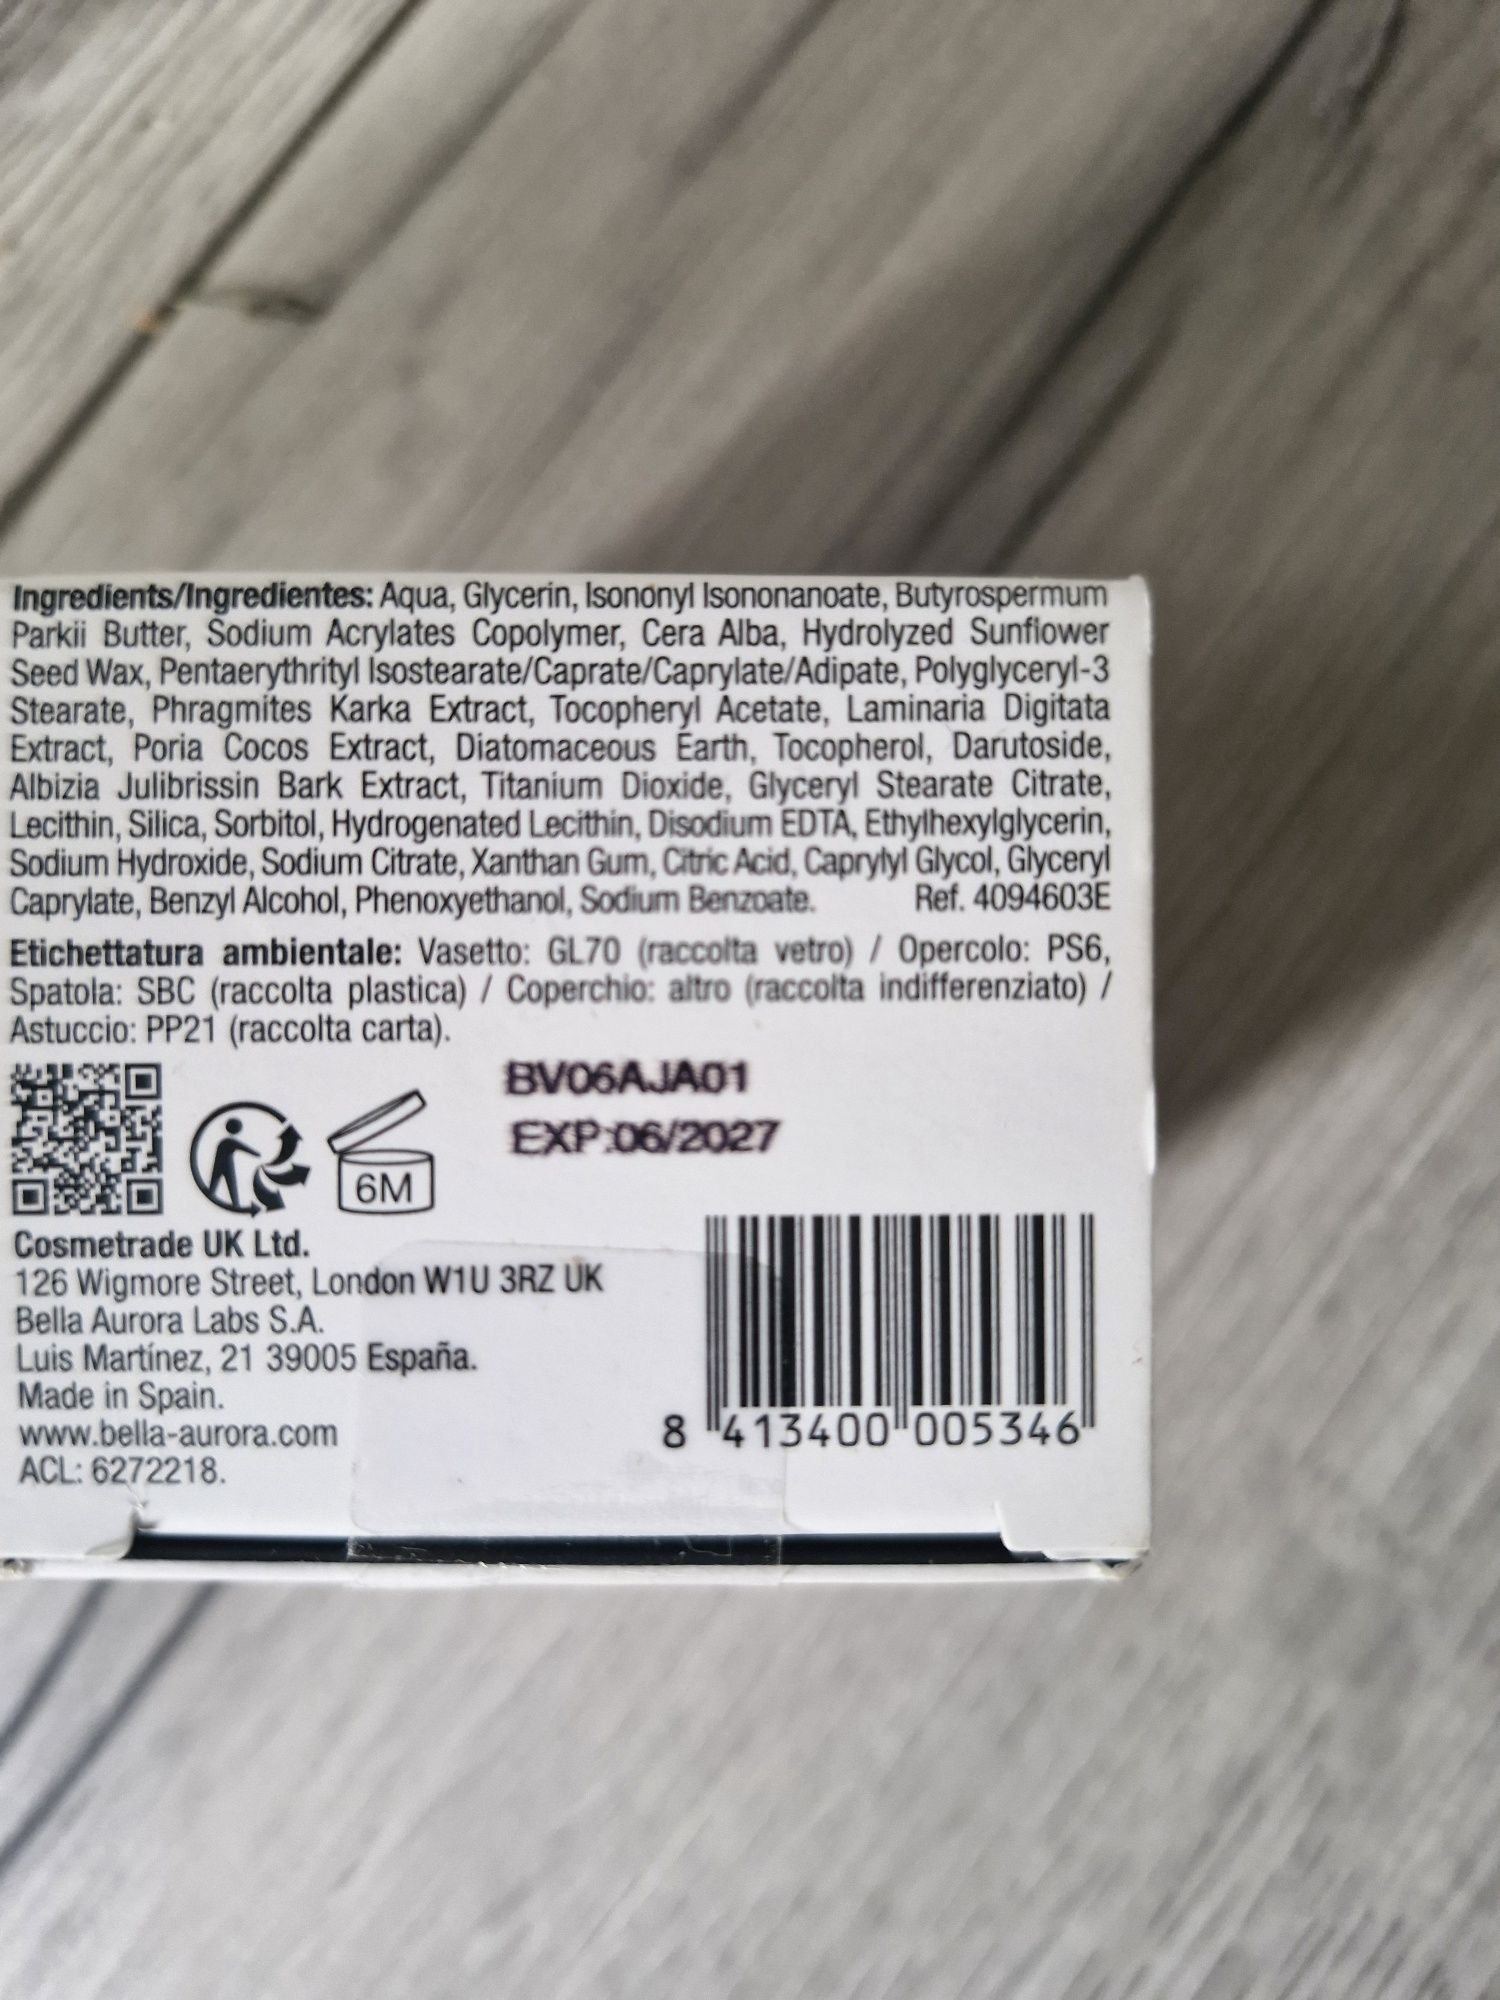 Ingredients/Ingredientes: Aqua, Glycerin, Isononyl Isononanoate, Butyrospermum
Parkii Butter, Sodium Acrylates Copolymer, Cera Alba, Hydrolyzed Sunflower
Seed Wax, Pentaerythrityl Isostearate/Caprate/Caprylate/Adipate, Polyglyceryl-3
Stearate, Phragmites Karka Extract, Tocopheryl Acetate, Laminaria Digitata
Extract, Poria Cocos Extract, Diatomaceous Earth, Tocopherol, Darutoside,
Albizia Julibrissin Bark Extract, Titanium Dioxide, Glyceryl Stearate Citrate,
Lecithin, Silica, Sorbitol, Hydrogenated Lecithin, Disodium EDTA, Ethylhexylglycerin,
Sodium Hydroxide, Sodium Citrate, Xanthan Gum, Citric Acid, Caprylyl Glycol, Glyceryl
Caprylate, Benzyl Alcohol, Phenoxyethanol, Sodium Benzoate. Ref. 4094603E
Etichettatura ambientale: Vasetto: GL70 (raccolta vetro) / Opercolo: PS6,
Spatola: SBC (raccolta plastica) / Coperchio: altro (raccolta indifferenziato) /
Astuccio: PP21 (raccolta carta).
BV06AJA01
EXP:06/2027
6M
Cosmetrade UK Ltd.
126 Wigmore Street, London W1U 3RZ UK
Bella Aurora Labs S.A.
Luis Martínez, 21 39005 España.
Made in Spain.
www.bella-aurora.com
ACL: 6272218.
8 413400 005346